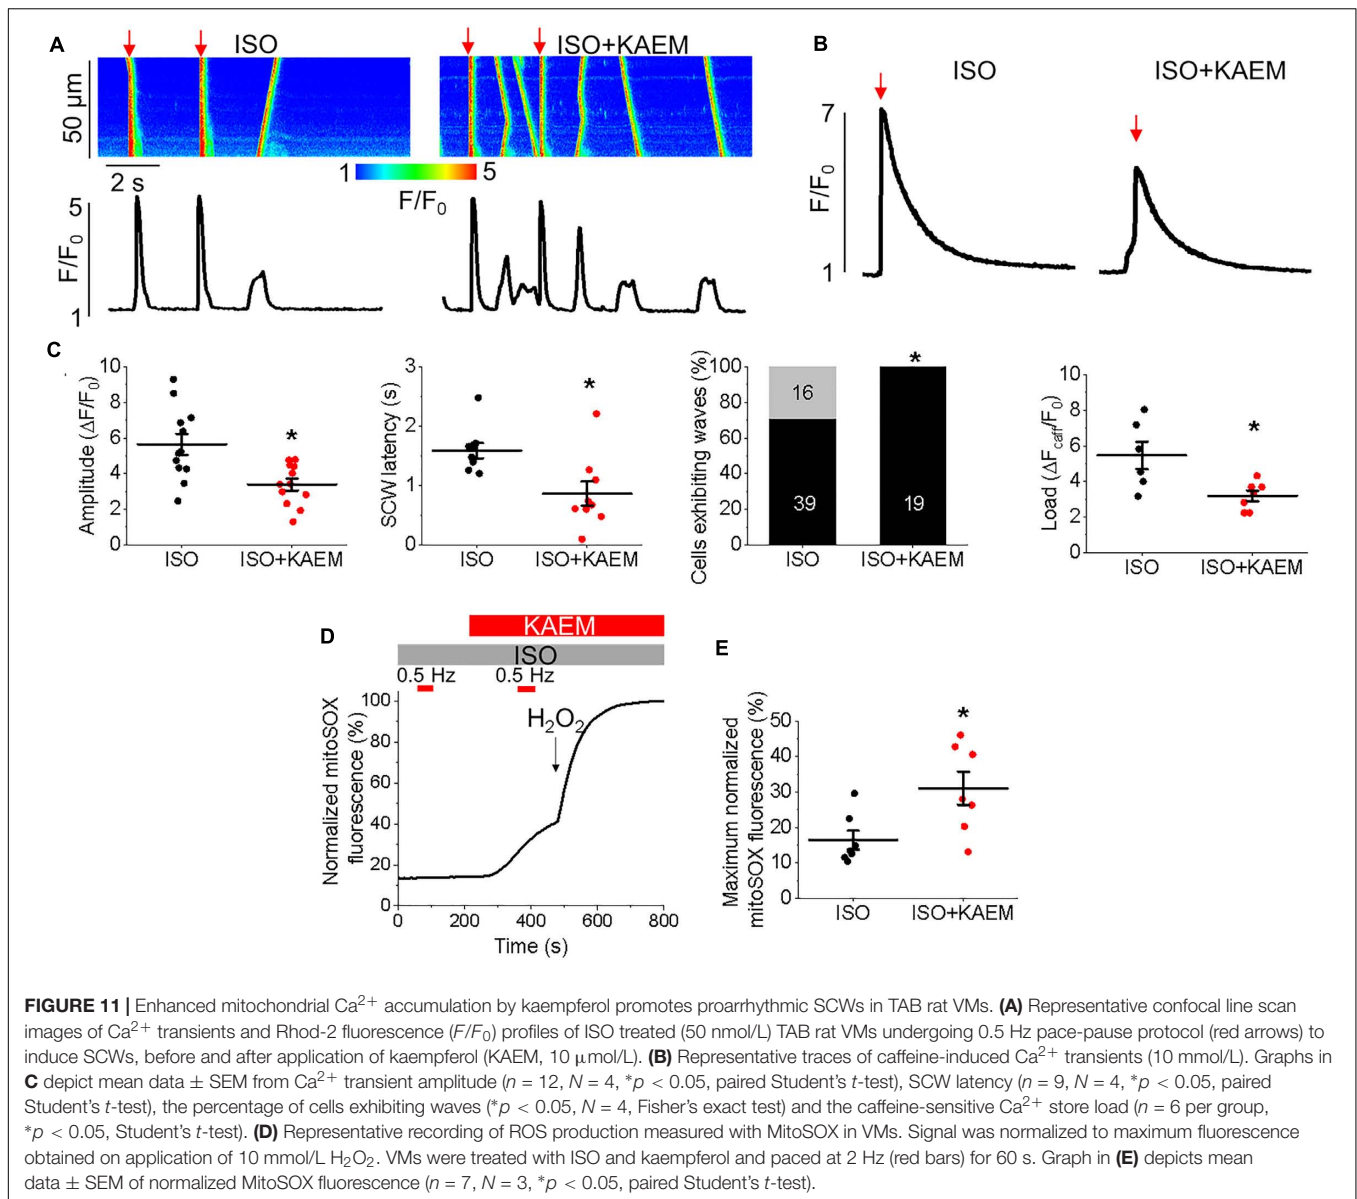 A
ISO
ISO+KAEM
50 µm
2 s
1
5
F/F0
5
F/F0
1
B
ISO
ISO+KAEM
7
F/F0
1
C
Amplitude (ΔF/F0)
10
8
6
4
2
0
*
ISO
ISO+KAEM
SCW latency (s)
3
2
1
0
*
ISO
ISO+KAEM
Cells exhibiting waves (%)
100
80
60
40
20
0
16
39
*
19
ISO
ISO+KAEM
Load (ΔFcaff/F0)
10
8
6
4
2
0
*
ISO
ISO+KAEM
D
KAEM
ISO
0.5 Hz
0.5 Hz
H2O2
Normalized mitoSOX
fluorescence (%)
100
80
60
40
20
0
0
200
400
600
800
Time (s)
E
Maximum normalized
mitoSOX fluorescence (%)
50
40
30
20
10
0
*
ISO
ISO+KAEM
FIGURE 11 | Enhanced mitochondrial Ca2+ accumulation by kaempferol promotes proarrhythmic SCWs in TAB rat VMs. (A) Representative confocal line scan
images of Ca2+ transients and Rhod-2 fluorescence (F/F0) profiles of ISO treated (50 nmol/L) TAB rat VMs undergoing 0.5 Hz pace-pause protocol (red arrows) to
induce SCWs, before and after application of kaempferol (KAEM, 10 µmol/L). (B) Representative traces of caffeine-induced Ca2+ transients (10 mmol/L). Graphs in
C depict mean data ± SEM from Ca2+ transient amplitude (n = 12, N = 4, *p < 0.05, paired Student's t-test), SCW latency (n = 9, N = 4, *p < 0.05, paired
Student's t-test), the percentage of cells exhibiting waves (*p < 0.05, N = 4, Fisher's exact test) and the caffeine-sensitive Ca2+ store load (n = 6 per group,
*p < 0.05, Student's t-test). (D) Representative recording of ROS production measured with MitoSOX in VMs. Signal was normalized to maximum fluorescence
obtained on application of 10 mmol/L H2O2. VMs were treated with ISO and kaempferol and paced at 2 Hz (red bars) for 60 s. Graph in (E) depicts mean
data ± SEM of normalized MitoSOX fluorescence (n = 7, N = 3, *p < 0.05, paired Student's t-test).